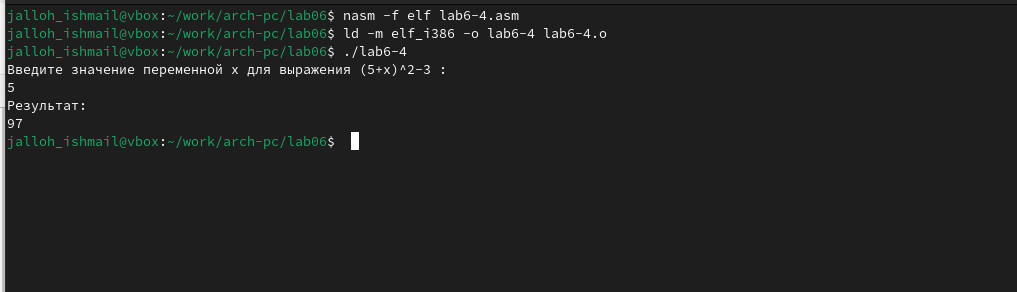 jalloh_ishmail@vbox:~/work/arch-pc/lab06$ nasm -f elf lab6-4.asm
jalloh_ishmail@vbox:~/work/arch-pc/lab06$ ld -m elf_i386 -o lab6-4 lab6-4.o
jalloh_ishmail@vbox:~/work/arch-pc/lab06$ ./lab6-4
Введите значение переменной x для выражения (5+x)^2-3 :
5
Результат:
97
jalloh_ishmail@vbox:~/work/arch-pc/lab06$